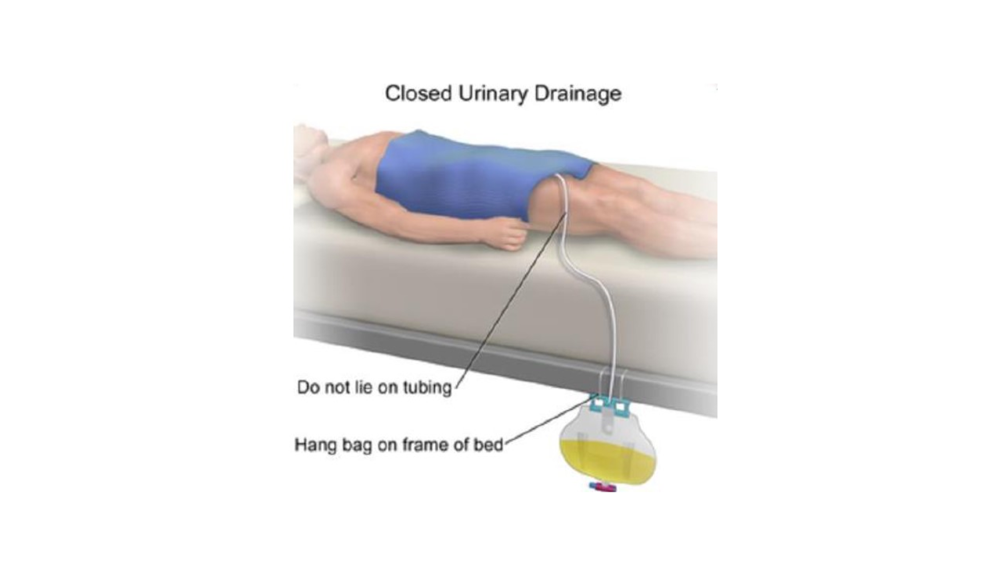 Closed Urinary Drainage
Do not lie on tubing
Hang bag on frame of bed